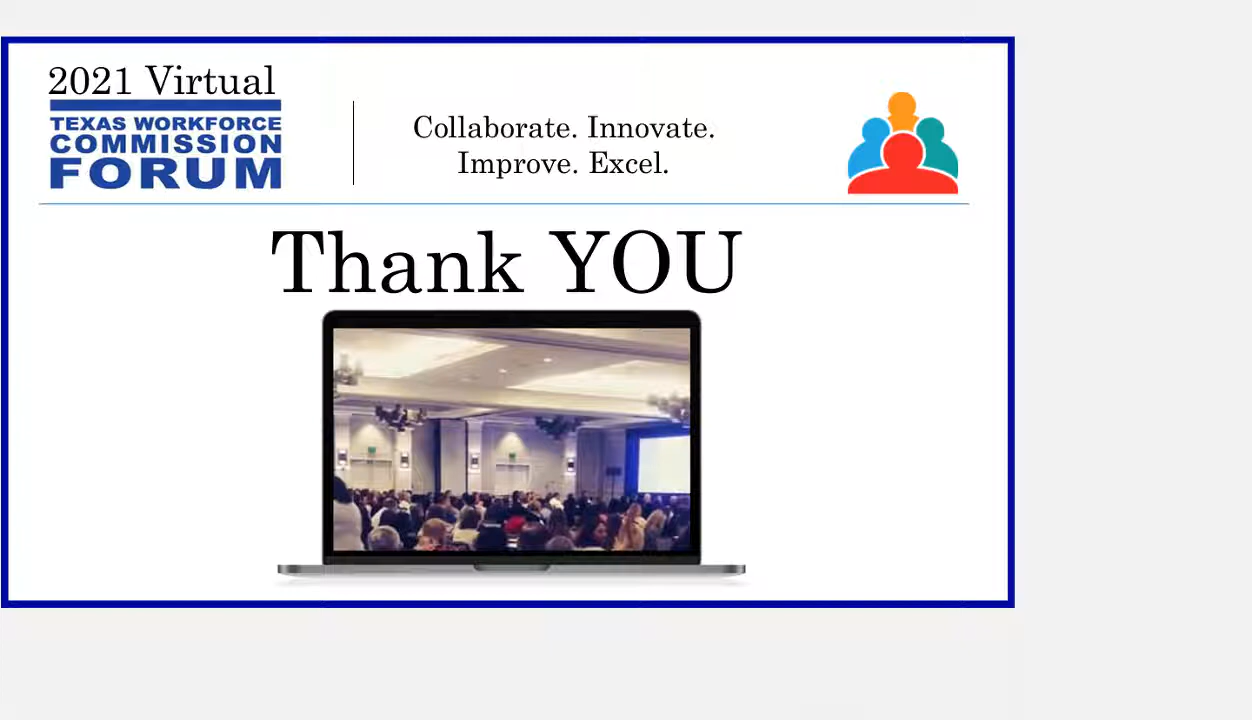 2021 Virtual
TEXAS WORKFORCE
COMMISSION
FORUM
Collaborate. Innovate.
Improve. Excel.
Thank YOU